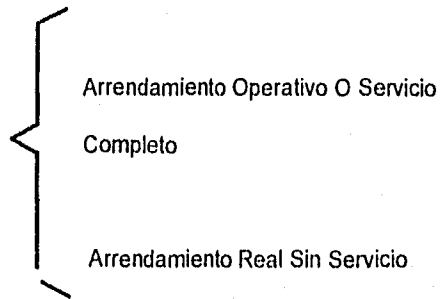 Arrendamiento Operativo O Servicio
Completo
Arrendamiento Real Sin Servicio